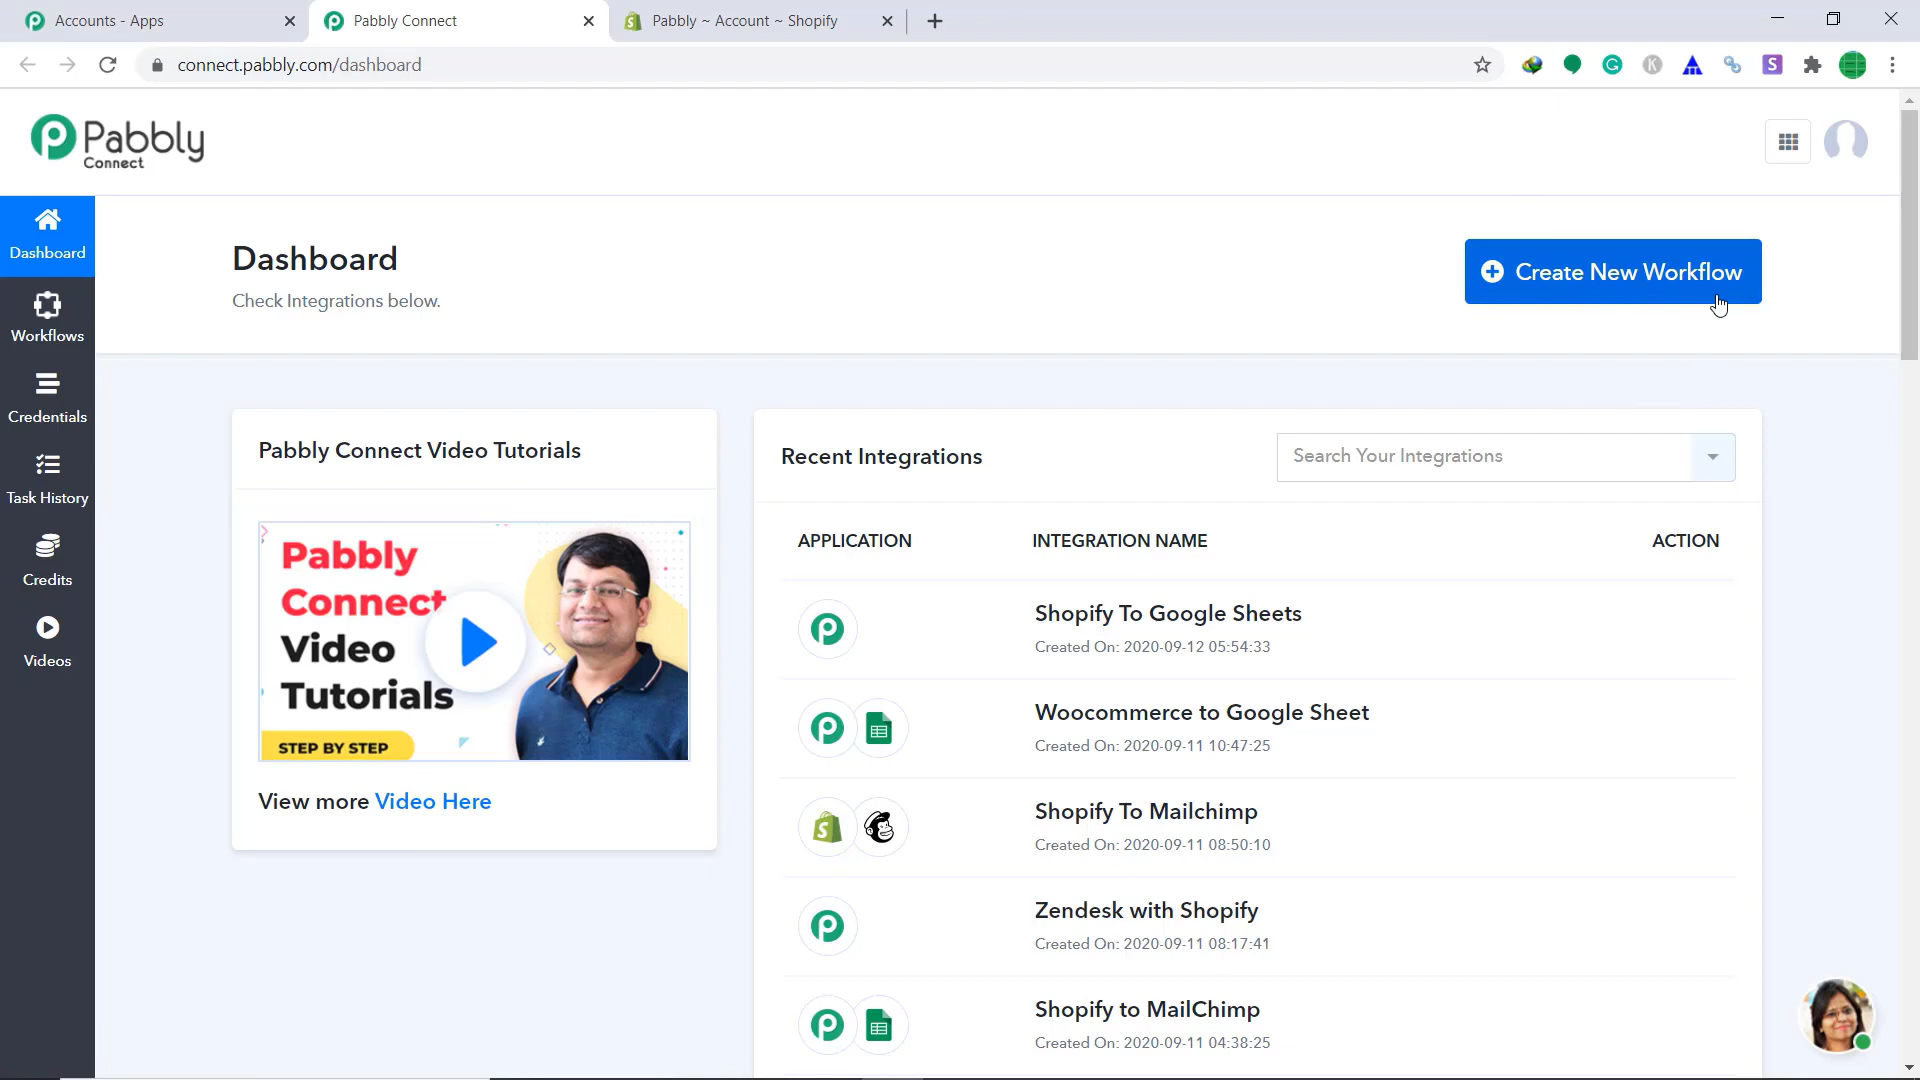 Accounts - Apps
Pabbly Connect
Pabbly ~ Account ~ Shopify
connect.pabbly.com/dashboard
Pabbly
Connect
Dashboard
Workflows
Credentials
Task History
Credits
Videos
Dashboard
Check Integrations below.
Create New Workflow
Pabbly Connect Video Tutorials
Pabbly
Connect
Video
Tutorials
STEP BY STEP
View more Video Here
Recent Integrations
Search Your Integrations
APPLICATION INTEGRATION NAME ACTION
Shopify To Google Sheets
Created On: 2020-09-12 05:54:33
Woocommerce to Google Sheet
Created On: 2020-09-11 10:47:25
Shopify To Mailchimp
Created On: 2020-09-11 08:50:10
Zendesk with Shopify
Created On: 2020-09-11 08:17:41
Shopify to MailChimp
Created On: 2020-09-11 04:38:25